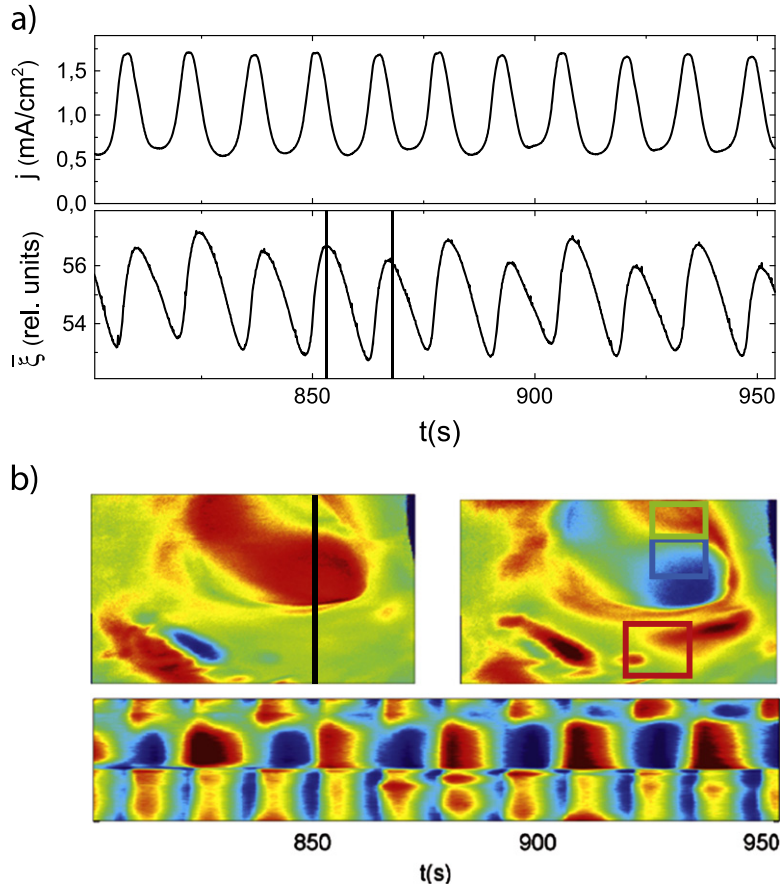 a)
j (mA/cm²)
1,5
1,0
0,5
0,0
ξ̅ (rel. units)
56
54
850
900
950
t(s)
b)
850
900
950
t(s)